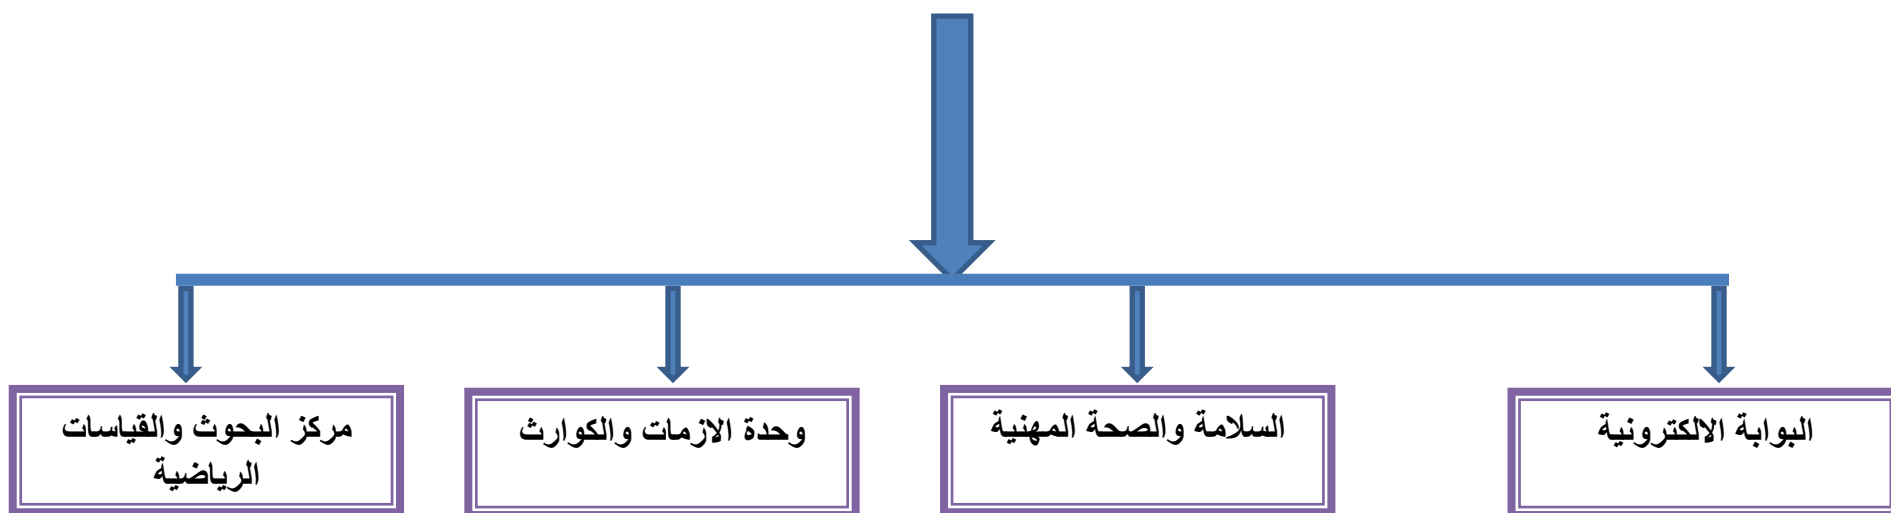 البوابة الالكترونية
السلامة والصحة المهنية
وحدة الازمات والكوارث
مركز البحوث والقياسات
الرياضية